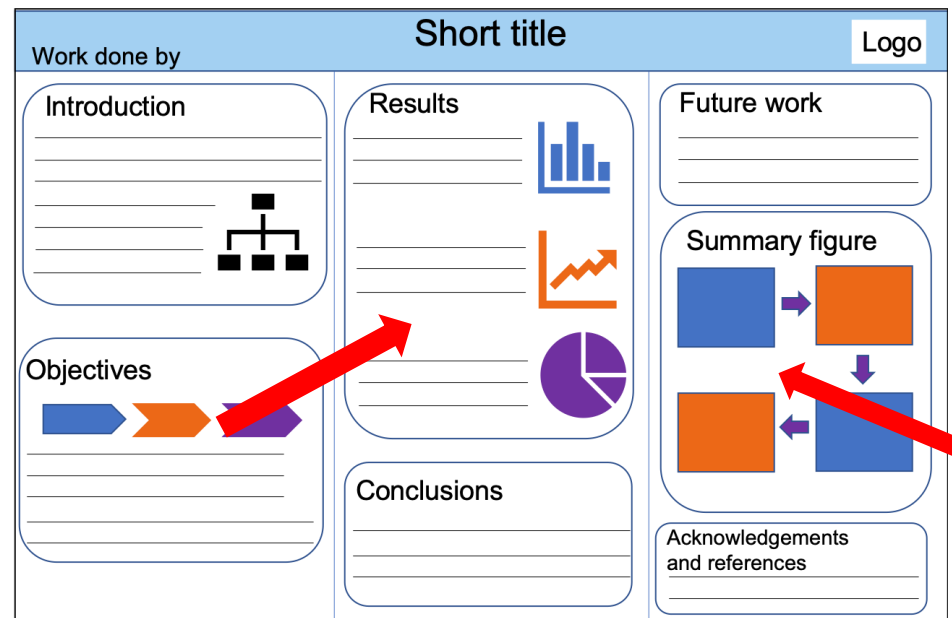 Short title
Work done by
Logo
Introduction
Objectives
Results
Conclusions
Future work
Summary figure
Acknowledgements
and references